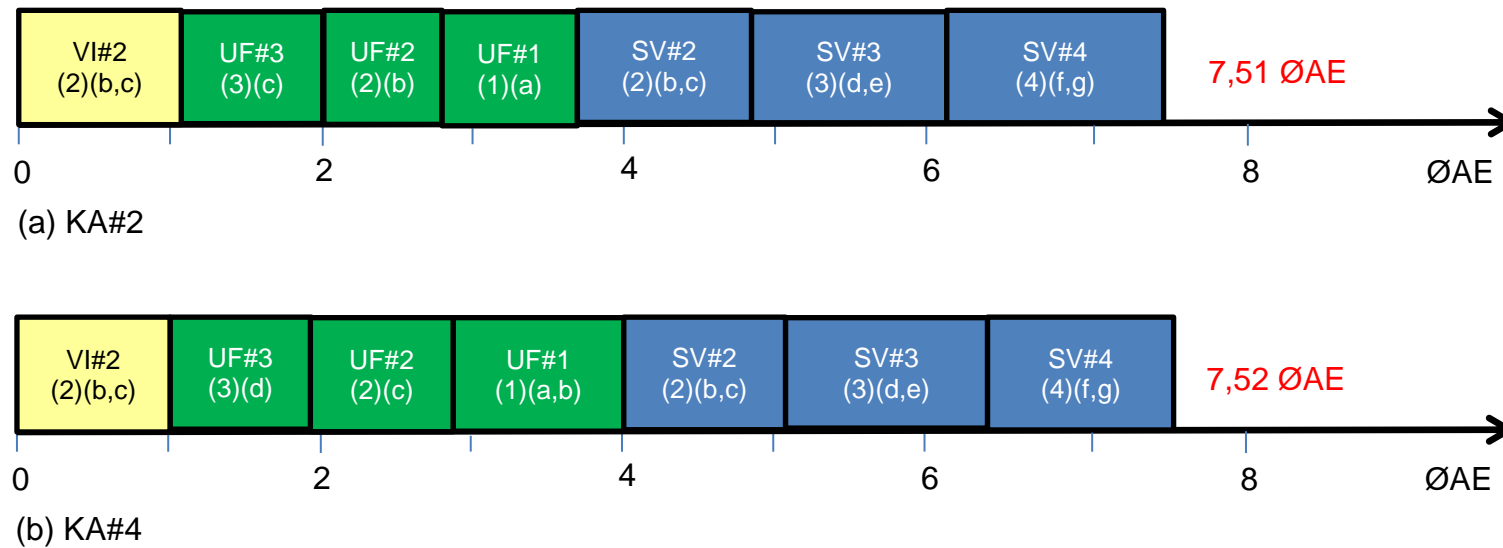 VI#2
(2)(b,c)
UF#3
(3)(c)
UF#2
(2)(b)
UF#1
(1)(a)
SV#2
(2)(b,c)
SV#3
(3)(d,e)
SV#4
(4)(f,g)
7,51 ØAE
0 2 4 6 8 ØAE
(a) KA#2
VI#2
(2)(b,c)
UF#3
(3)(d)
UF#2
(2)(c)
UF#1
(1)(a,b)
SV#2
(2)(b,c)
SV#3
(3)(d,e)
SV#4
(4)(f,g)
7,52 ØAE
0 2 4 6 8 ØAE
(b) KA#4